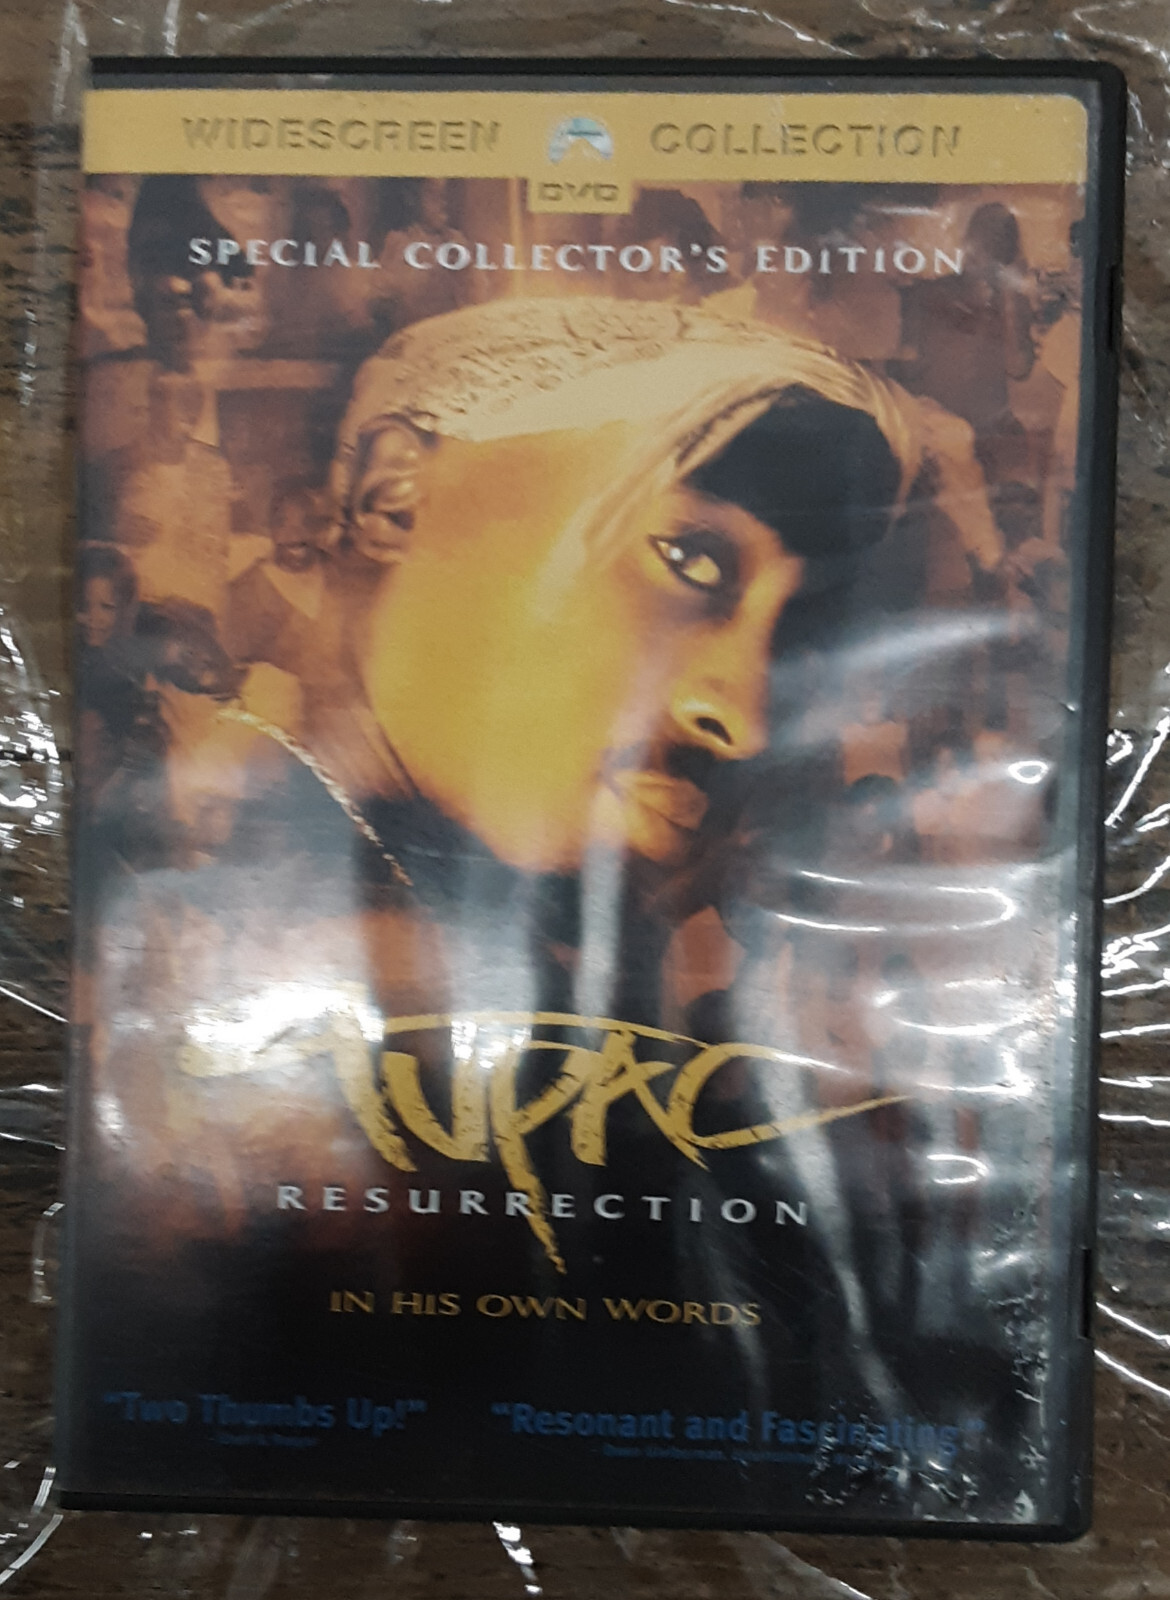 WIDESCREEN COLLECTION
DVD
SPECIAL COLLECTOR'S EDITION
TUPAC
RESURRECTION
IN HIS OWN WORDS
"Two Thumbs Up!" "Resonant and Fascinating"